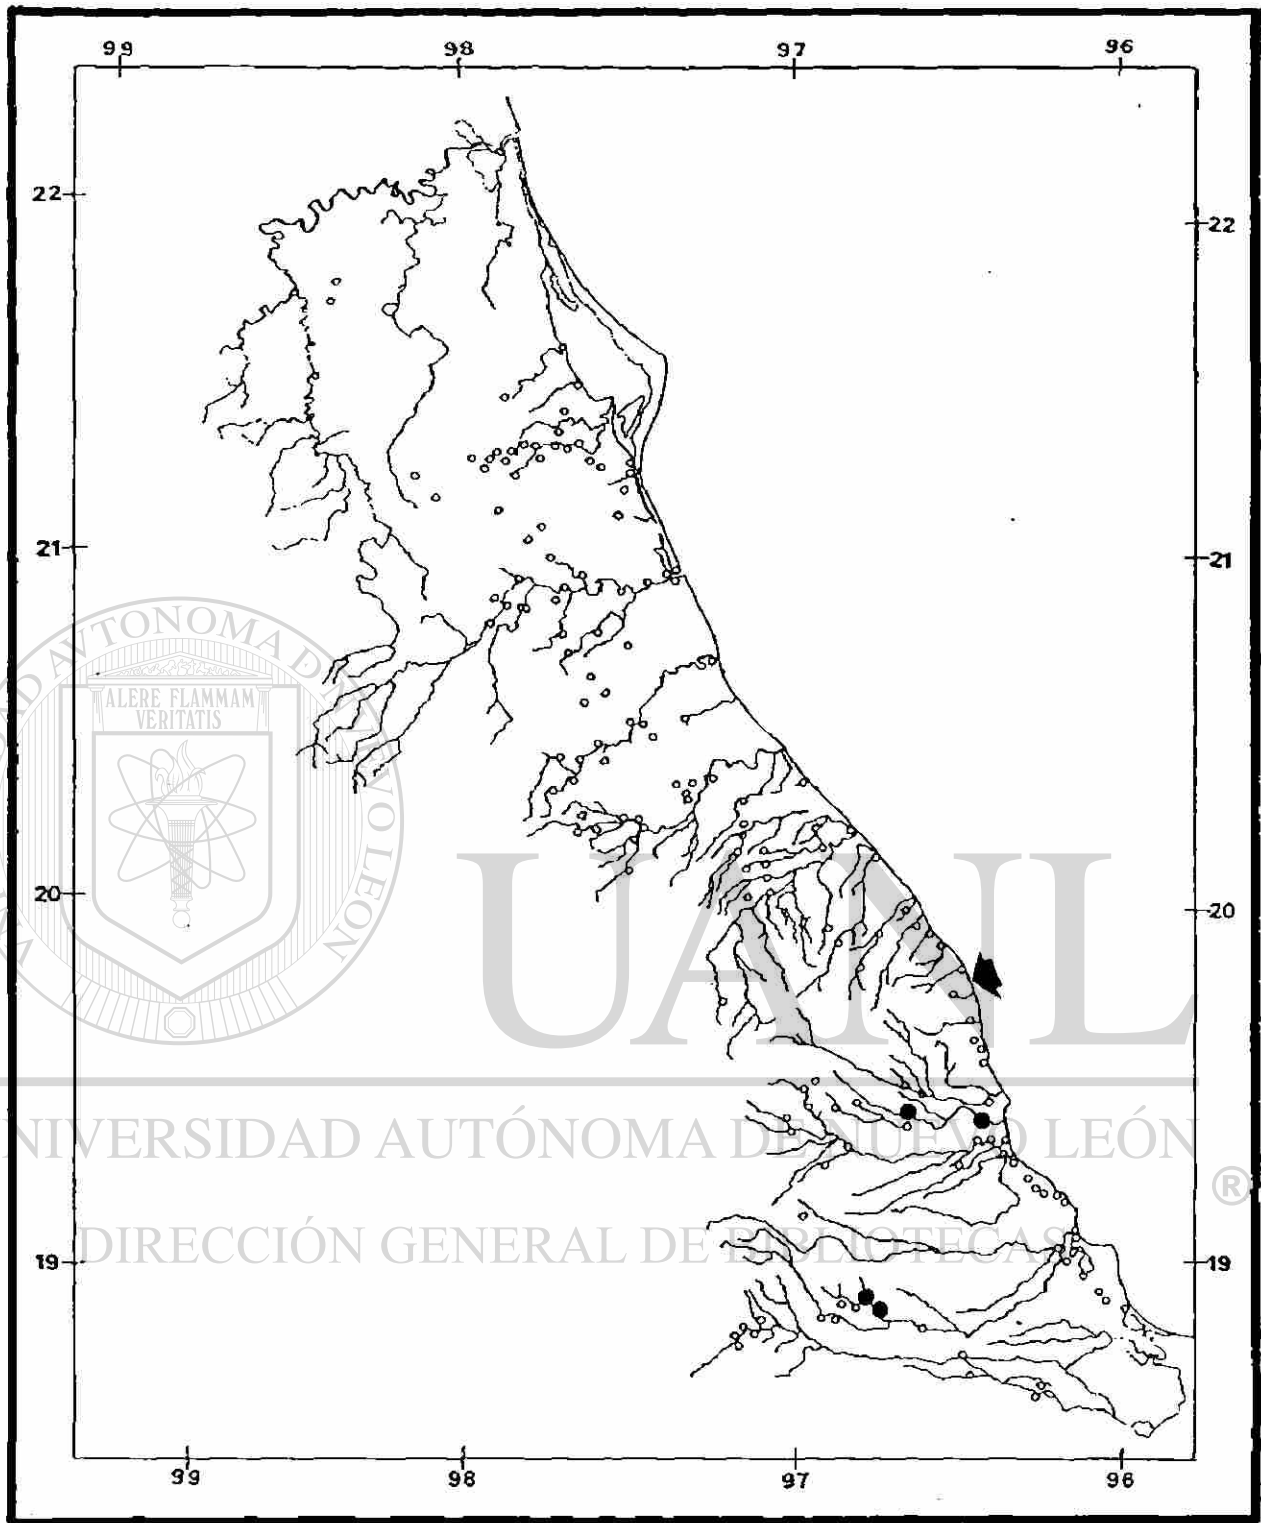 99 98 97 96
22
22
21
21
ALERE FLAMMAM
VERITATIS
20
20
UANL
UNIVERSIDAD AUTÓNOMA DE NUEVO LEÓN
®
DIRECCIÓN GENERAL DE BIBLIOTECAS
19
19
99 98 97 96